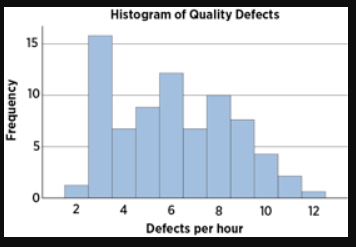 Histogram of Quality Defects
15
10
5
0
Frequency
2 4 6 8 10 12
Defects per hour